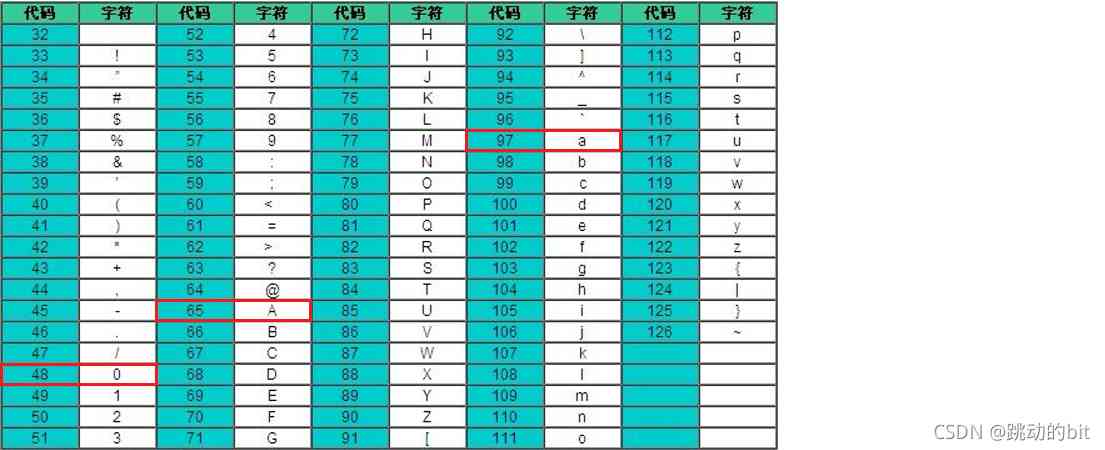 代码 字符 代码 字符 代码 字符 代码 字符 代码 字符
32 52 4 72 H 92 \ 112 p
33 ! 53 5 73 I 93 ] 113 q
34 " 54 6 74 J 94 ^ 114 r
35 # 55 7 75 K 95 _ 115 s
36 $ 56 8 76 L 96 ` 116 t
37 % 57 9 77 M 97 a 117 u
38 & 58 : 78 N 98 b 118 v
39 ' 59 ; 79 O 99 c 119 w
40 ( 60 < 80 P 100 d 120 x
41 ) 61 = 81 Q 101 e 121 y
42 * 62 > 82 R 102 f 122 z
43 + 63 ? 83 S 103 g 123 {
44 , 64 @ 84 T 104 h 124 |
45 - 65 A 85 U 105 i 125 }
46 . 66 B 86 V 106 j 126 ~
47 / 67 C 87 W 107 k
48 0 68 D 88 X 108 l
49 1 69 E 89 Y 109 m
50 2 70 F 90 Z 110 n
51 3 71 G 91 [ 111 o
CSDN @跳动的bit